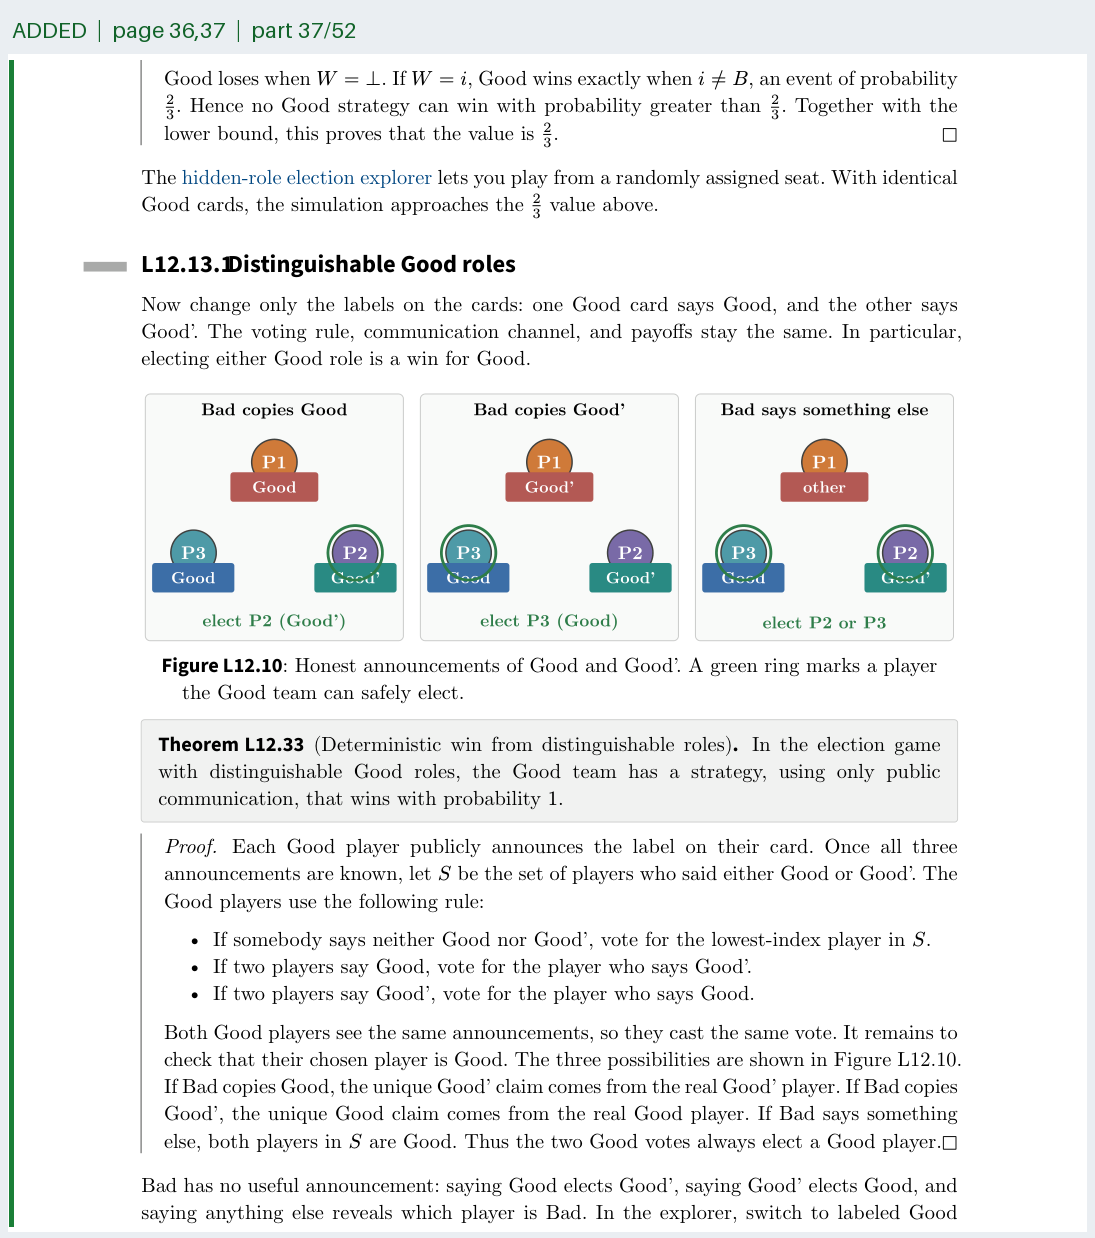 ADDED | page 36,37 | part 37/52
Good loses when W = ⊥. If W = i, Good wins exactly when i ≠ B, an event of probability
2/3. Hence no Good strategy can win with probability greater than 2/3. Together with the
lower bound, this proves that the value is 2/3. □
The hidden-role election explorer lets you play from a randomly assigned seat. With identical
Good cards, the simulation approaches the 2/3 value above.
L12.13.1Distinguishable Good roles
Now change only the labels on the cards: one Good card says Good, and the other says
Good’. The voting rule, communication channel, and payoffs stay the same. In particular,
electing either Good role is a win for Good.
Bad copies Good
P1
Good
P3
Good
P2
Good’
elect P2 (Good’)
Bad copies Good’
P1
Good’
P3
Good
P2
Good’
elect P3 (Good)
Bad says something else
P1
other
P3
Good
P2
Good’
elect P2 or P3
Figure L12.10: Honest announcements of Good and Good’. A green ring marks a player
the Good team can safely elect.
Theorem L12.33 (Deterministic win from distinguishable roles). In the election game
with distinguishable Good roles, the Good team has a strategy, using only public
communication, that wins with probability 1.
Proof. Each Good player publicly announces the label on their card. Once all three
announcements are known, let S be the set of players who said either Good or Good’. The
Good players use the following rule:
• If somebody says neither Good nor Good’, vote for the lowest-index player in S.
• If two players say Good, vote for the player who says Good’.
• If two players say Good’, vote for the player who says Good.
Both Good players see the same announcements, so they cast the same vote. It remains to
check that their chosen player is Good. The three possibilities are shown in Figure L12.10.
If Bad copies Good, the unique Good’ claim comes from the real Good’ player. If Bad copies
Good’, the unique Good claim comes from the real Good player. If Bad says something
else, both players in S are Good. Thus the two Good votes always elect a Good player.□
Bad has no useful announcement: saying Good elects Good’, saying Good’ elects Good, and
saying anything else reveals which player is Bad. In the explorer, switch to labeled Good